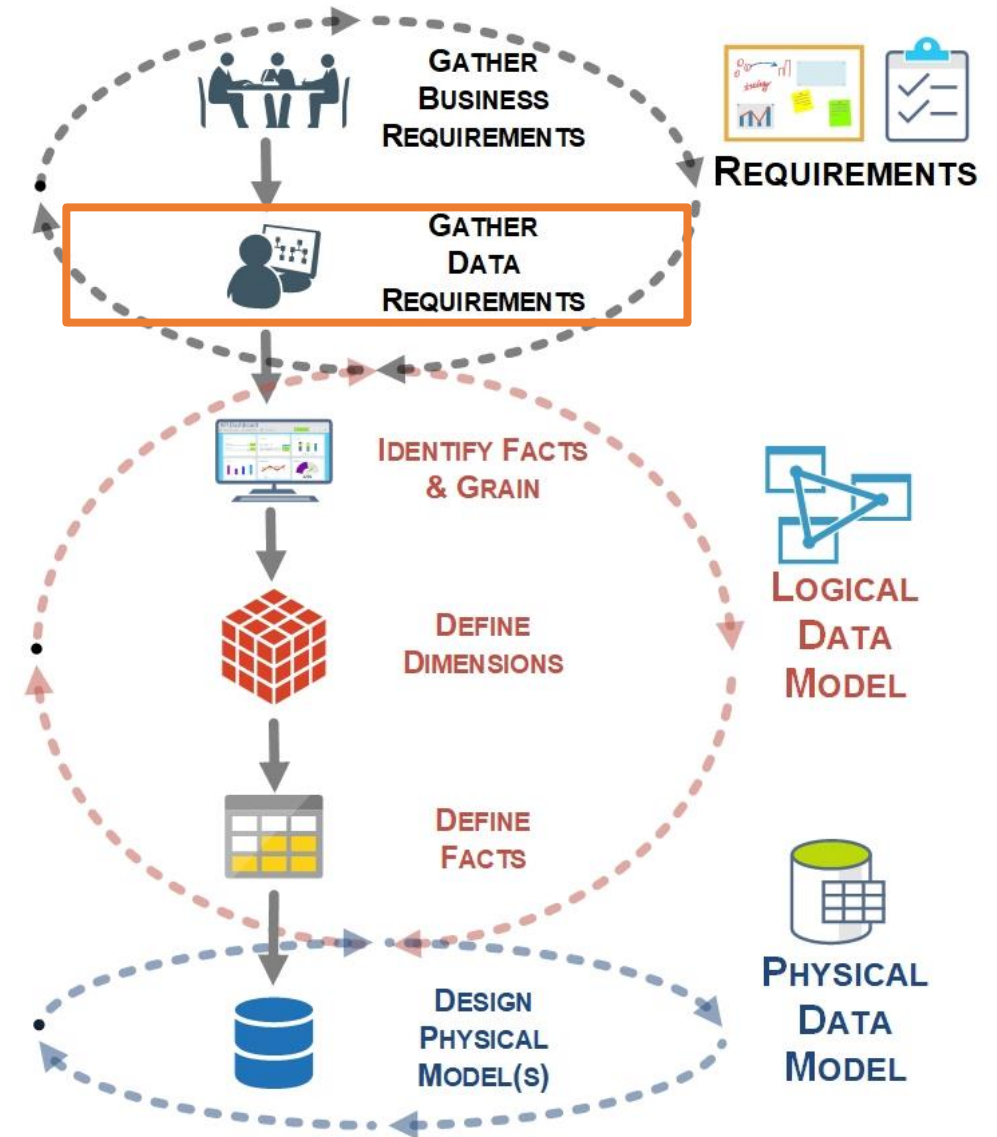 GATHER
BUSINESS
REQUIREMENTS
REQUIREMENTS
GATHER
DATA
REQUIREMENTS
IDENTIFY FACTS
& GRAIN
LOGICAL
DATA
MODEL
DEFINE
DIMENSIONS
DEFINE
FACTS
PHYSICAL
DATA
MODEL
DESIGN
PHYSICAL
MODEL(S)